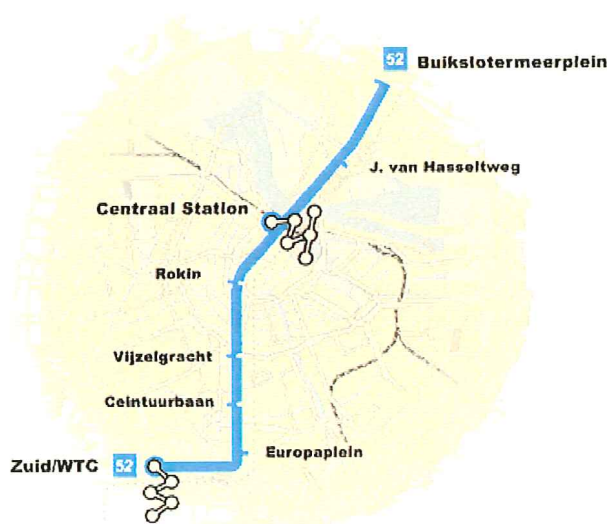 52 Buikslotermeerplein
J. van Hasseltweg
Centraal Station
Rokin
Vijzelgracht
Ceintuurbaan
Europaplein
Zuid/WTC 52